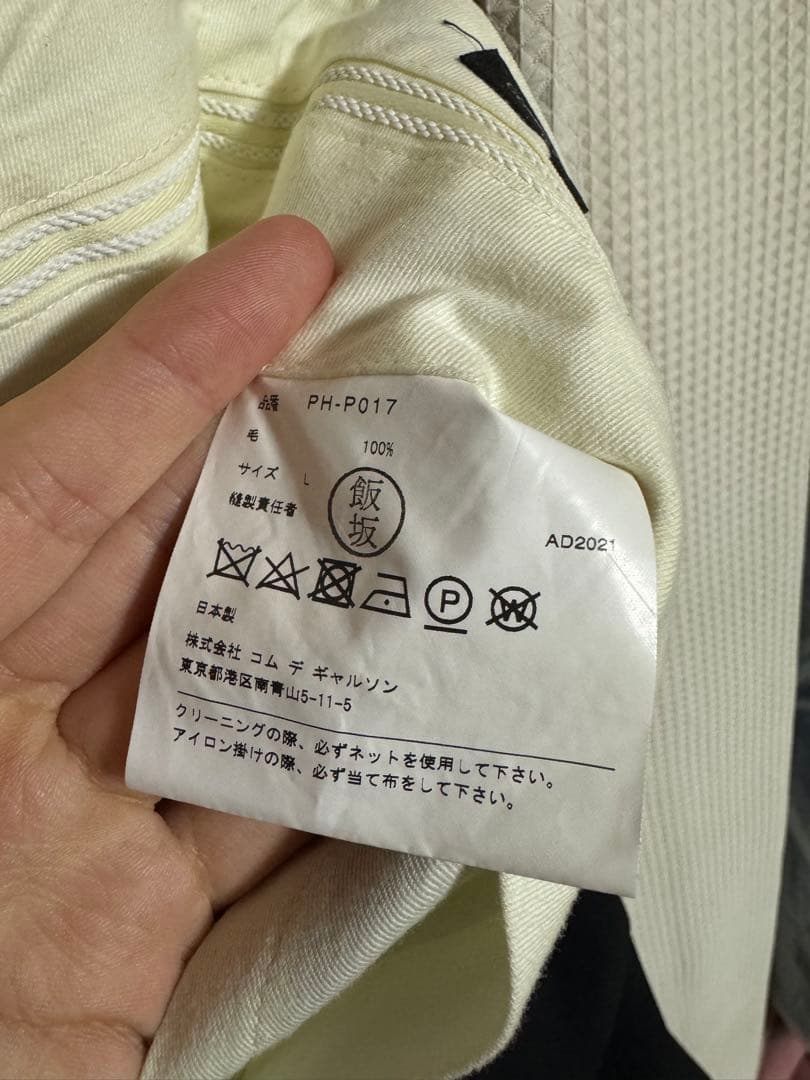 品番 PH-P017
毛 100%
サイズ L
縫製責任者 飯坂
AD2021
P W
日本製
株式会社 コム デ ギャルソン
東京都港区南青山5-11-5
クリーニングの際、必ずネットを使用して下さい。
アイロン掛けの際、必ず当て布をして下さい。